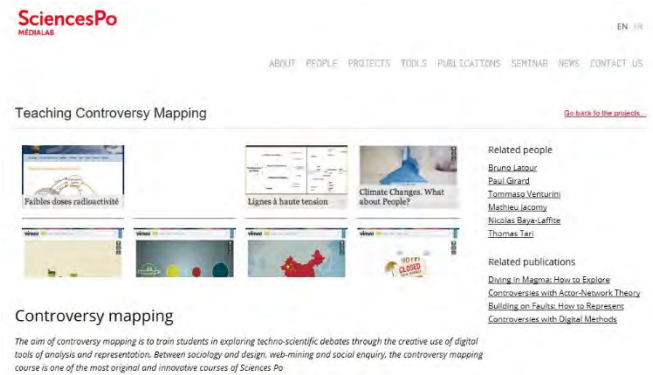 SciencesPo
MÉDIALAB
EN FR
ABOUT PEOPLE PROJECTS TOOLS PUBLICATIONS SEMINAR NEWS CONTACT US
Teaching Controversy Mapping
Go back to the projects...
Faibles doses radioactivité
Lignes à haute tension
Climate Changes. What
about People?
vimeo
vimeo
vimeo
vimeo
HOTEL
CLOSED
Related people
Bruno Latour
Paul Girard
Tommaso Venturini
Mathieu Jacomy
Nicolas Baya-Laffite
Thomas Tari
Related publications
Diving in Magma: How to Explore
Controversies with Actor-Network Theory
Building on Faults: How to Represent
Controversies with Digital Methods
Controversy mapping
The aim of controversy mapping is to train students in exploring techno-scientific debates through the creative use of digital
tools of analysis and representation. Between sociology and design, web-mining and social enquiry, the controversy mapping
course is one of the most original and innovative courses of Sciences Po